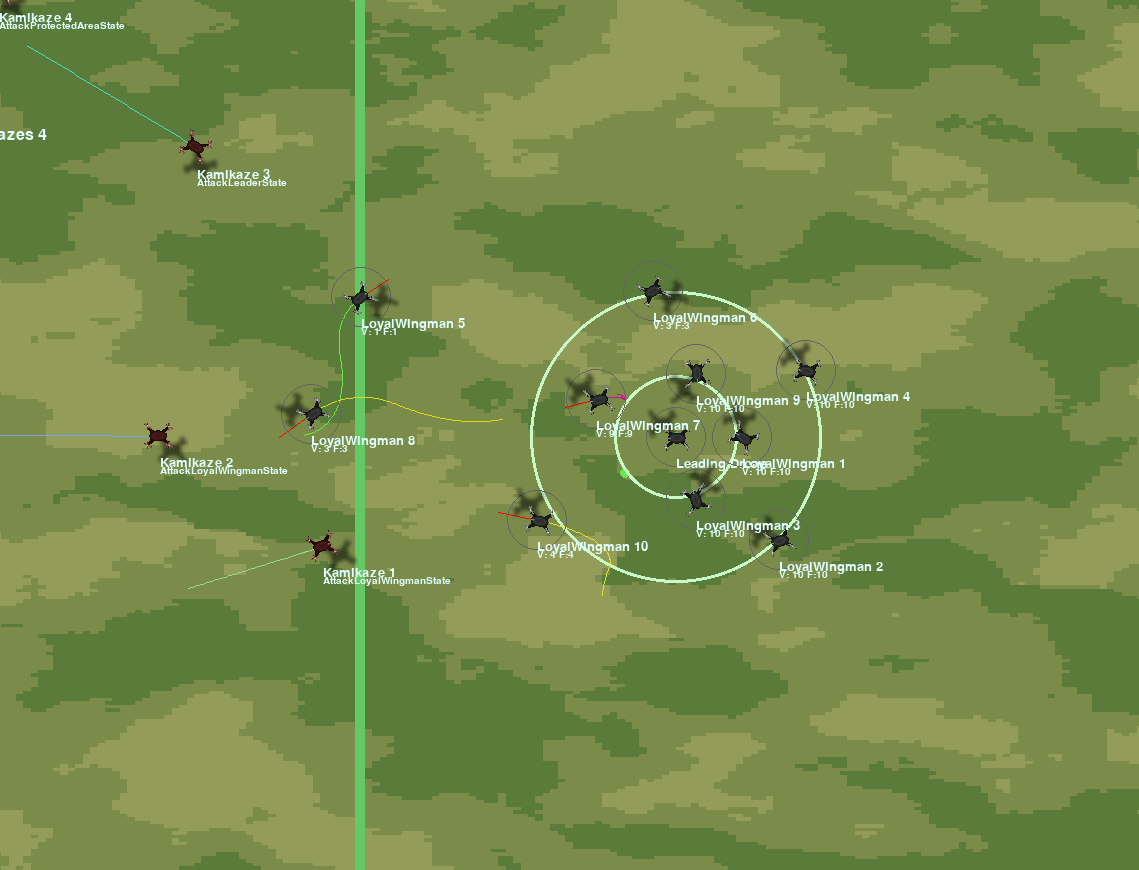 Kamikaze 4
AttackProtectedAreaState
azes 4
Kamikaze 3
AttackLeaderState
LoyalWingman 5
V: 1 F:1
LoyalWingman 6
V: 3 F:3
LoyalWingman 9
V: 10 F:10
LoyalWingman 4
V: 10 F:10
LoyalWingman 7
V: 9 F:9
LoyalWingman 8
V: 3 F:3
Kamikaze 2
AttackLoyalWingmanState
Leading
LoyalWingman 1
V: 10 F:10
LoyalWingman 3
V: 10 F:10
LoyalWingman 10
V: 4 F:4
LoyalWingman 2
V: 10 F:10
Kamikaze 1
AttackLoyalWingmanState